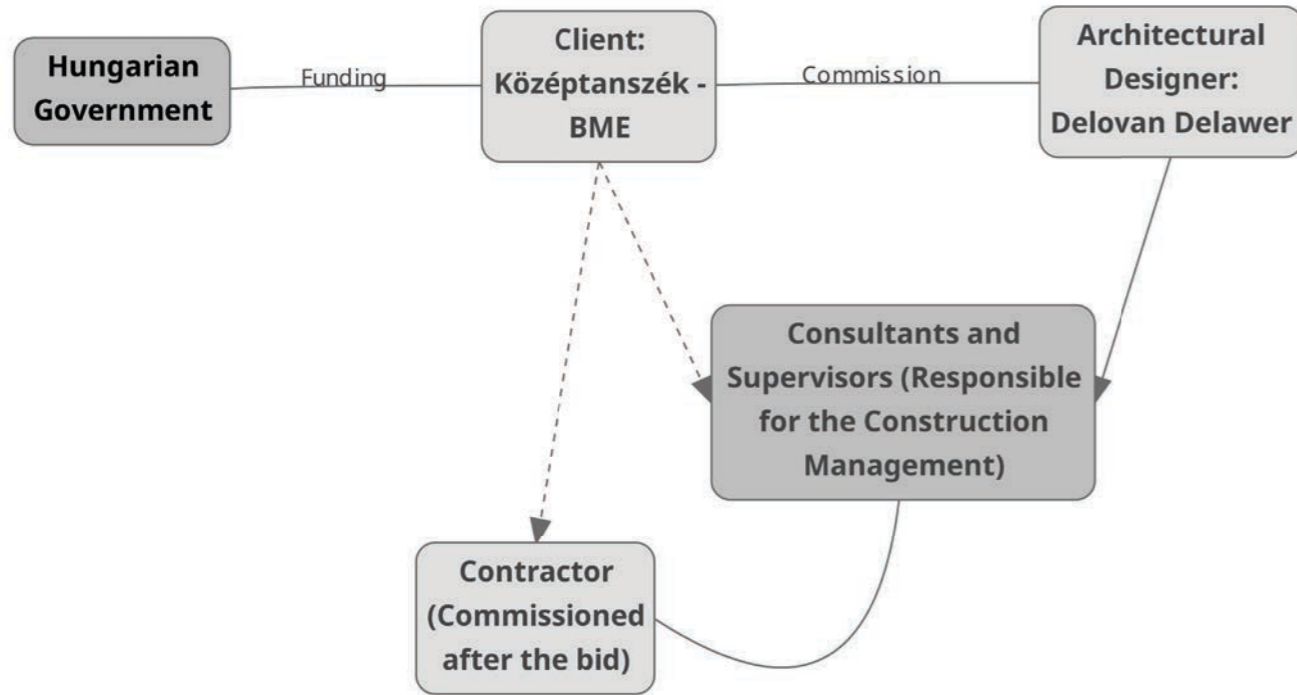 Hungarian
Government
Funding
Client:
Középtanszék -
BME
Commission
Architectural
Designer:
Delovan Delawer
Consultants and
Supervisors (Responsible
for the Construction
Management)
Contractor
(Commissioned
after the bid)